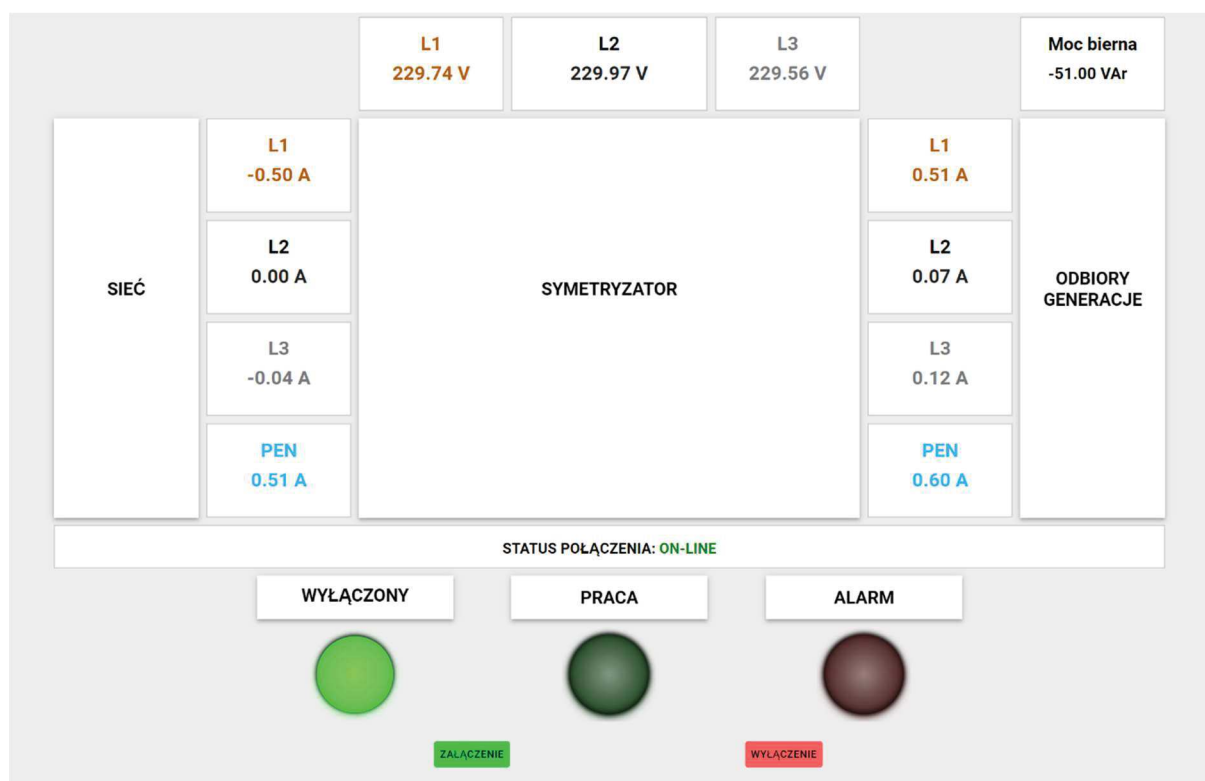 L1
229.74 V
L2
229.97 V
L3
229.56 V
Moc bierna
-51.00 VAr
SIEĆ
L1
-0.50 A
L2
0.00 A
L3
-0.04 A
PEN
0.51 A
SYMETRYZATOR
L1
0.51 A
L2
0.07 A
L3
0.12 A
PEN
0.60 A
ODBIORY
GENERACJE
STATUS POŁĄCZENIA: ON-LINE
WYŁĄCZONY
PRACA
ALARM
ZAŁĄCZENIE
WYŁĄCZENIE